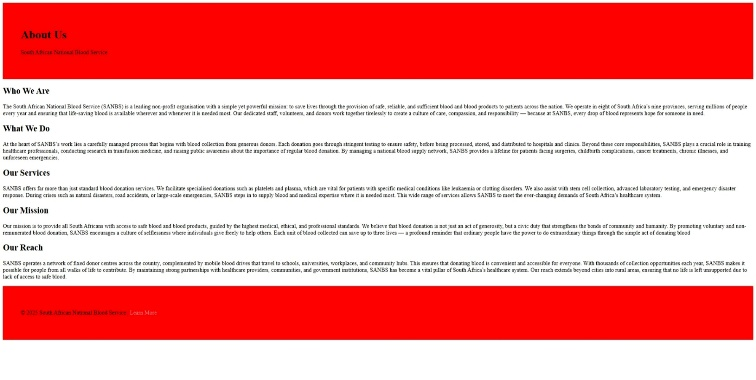 About Us
South African National Blood Service
Who We Are
The South African National Blood Service (SANBS) is a leading non-profit organisation with a simple yet powerful mission: to save lives through the provision of safe, reliable, and sufficient blood and blood products to patients across the nation. We operate in eight of South Africa's nine provinces, serving millions of people
every year and ensuring that life-saving blood is available wherever and whenever it is needed most. Our dedicated staff, volunteers, and donors work together tirelessly to create a culture of care, compassion, and responsibility — because at SANBS, every drop of blood represents hope for someone in need.
What We Do
At the heart of SANBS's work lies a carefully managed process that begins with blood collection from generous donors. Each donation goes through stringent testing to ensure safety, before being processed, stored, and distributed to hospitals and clinics. Beyond these core responsibilities, SANBS plays a crucial role in training
healthcare professionals, conducting research in transfusion medicine, and raising public awareness about the importance of regular blood donation. By managing a national blood supply network, SANBS provides a lifeline for patients facing surgeries, childbirth complications, cancer treatments, chronic illnesses, and
unforeseen emergencies.
Our Services
SANBS offers far more than just standard blood donation services. We facilitate specialised donations such as platelets and plasma, which are vital for patients with specific medical conditions like leukaemia or clotting disorders. We also assist with stem cell collection, advanced laboratory testing, and emergency disaster
response. During crises such as natural disasters, road accidents, or large-scale emergencies, SANBS steps in to supply blood and medical expertise where it is needed most. This wide range of services allows SANBS to meet the ever-changing demands of South Africa's healthcare system.
Our Mission
Our mission is to provide all South Africans with access to safe blood and blood products, guided by the highest medical, ethical, and professional standards. We believe that blood donation is not just an act of generosity, but a civic duty that strengthens the bonds of community and humanity. By promoting voluntary and non-
remunerated blood donation, SANBS encourages a culture of selflessness where individuals give freely to help others. Each unit of blood collected can save up to three lives — a profound reminder that ordinary people have the power to do extraordinary things through the simple act of donating blood
Our Reach
SANBS operates a network of fixed donor centres across the country, complemented by mobile blood drives that travel to schools, universities, workplaces, and community hubs. This ensures that donating blood is convenient and accessible for everyone. With thousands of collection opportunities each year, SANBS makes it
possible for people from all walks of life to contribute. By maintaining strong partnerships with healthcare providers, communities, and government institutions, SANBS has become a vital pillar of South Africa's healthcare system. Our reach extends beyond cities into rural areas, ensuring that no life is left unsupported due to
lack of access to safe blood.
© 2025 South African National Blood Service | Learn More